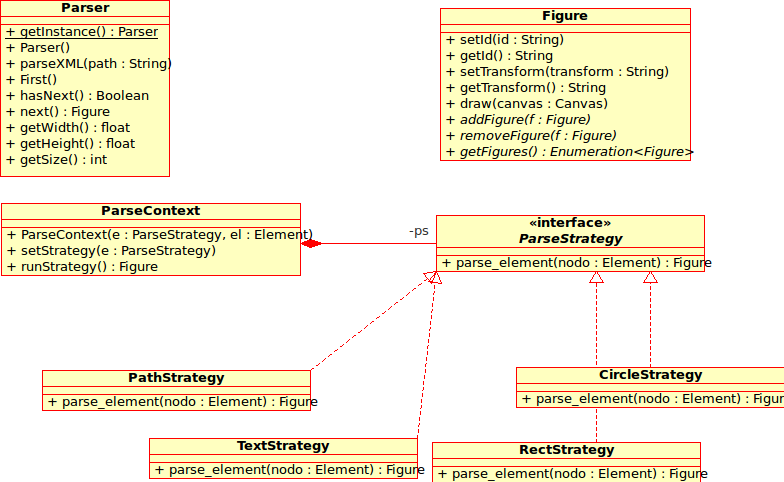 Parser
+ getInstance() : Parser
+ Parser()
+ parseXML(path : String)
+ First()
+ hasNext() : Boolean
+ next() : Figure
+ getWidth() : float
+ getHeight() : float
+ getSize() : int
Figure
+ setId(id : String)
+ getId() : String
+ setTransform(transform : String)
+ getTransform() : String
+ draw(canvas : Canvas)
+ addFigure(f : Figure)
+ removeFigure(f : Figure)
+ getFigures() : Enumeration<Figure>
ParseContext
+ ParseContext(e : ParseStrategy, el : Element)
+ setStrategy(e : ParseStrategy)
+ runStrategy() : Figure
-ps
«interface»
ParseStrategy
+ parse_element(nodo : Element) : Figure
PathStrategy
+ parse_element(nodo : Element) : Figure
CircleStrategy
+ parse_element(nodo : Element) : Figur
TextStrategy
+ parse_element(nodo : Element) : Figure
RectStrategy
+ parse_element(nodo : Element) : Figure